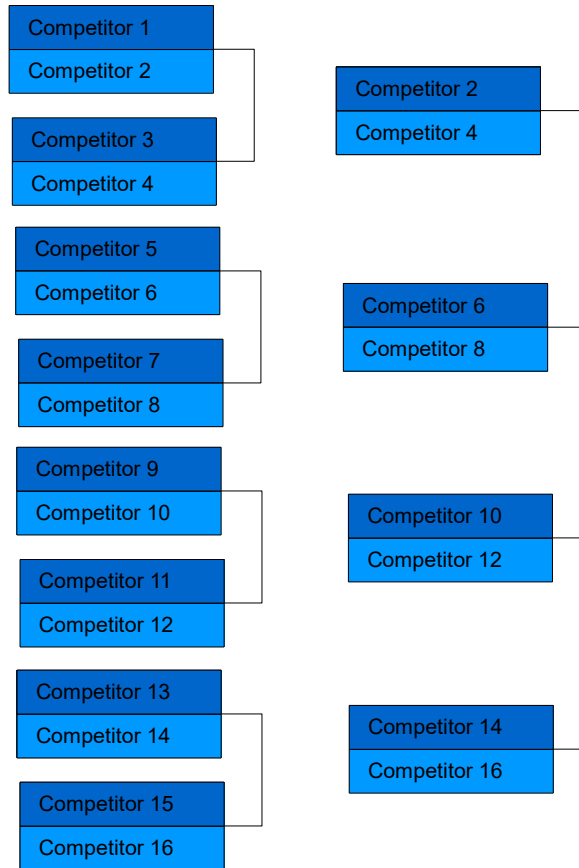 Competitor 1
Competitor 2
Competitor 3
Competitor 4
Competitor 5
Competitor 6
Competitor 7
Competitor 8
Competitor 9
Competitor 10
Competitor 11
Competitor 12
Competitor 13
Competitor 14
Competitor 15
Competitor 16
Competitor 2
Competitor 4
Competitor 6
Competitor 8
Competitor 10
Competitor 12
Competitor 14
Competitor 16